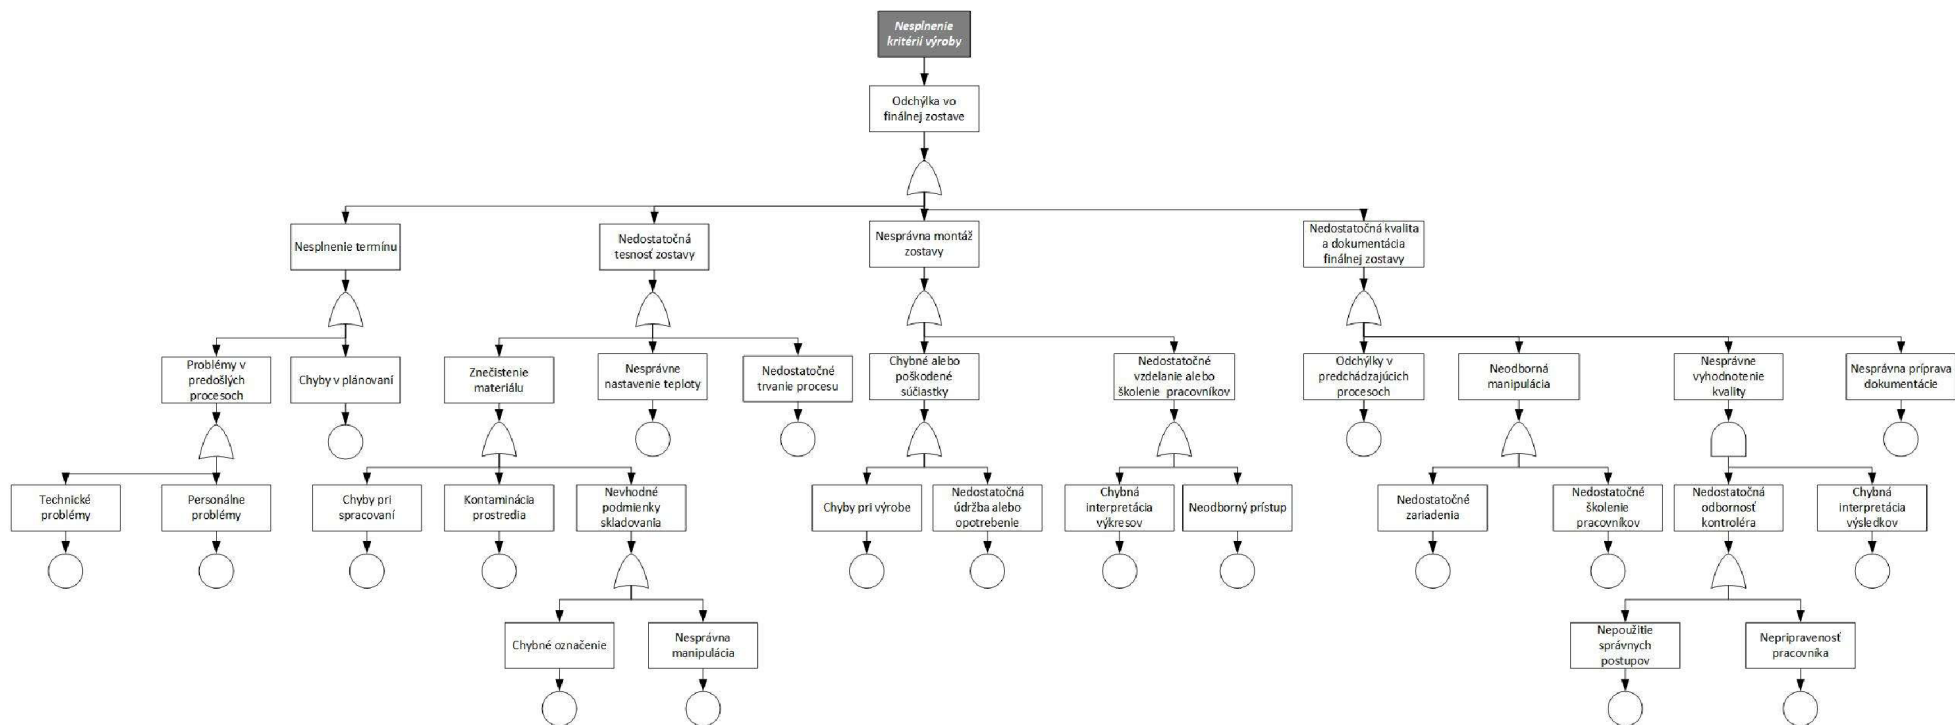 Nesplnenie
kritérií výroby
Odchýlka vo
finálnej zostave
Nesplnenie termínu
Nedostatočná
tesnosť zostavy
Nesprávna montáž
zostavy
Nedostatočná kvalita
a dokumentácia
finálnej zostavy
Problémy v
predošlých
procesoch
Chyby v plánovaní
Znečistenie
materiálu
Nesprávne
nastavenie teploty
Nedostatočné
trvanie procesu
Chybné alebo
poškodené
súčiastky
Nedostatočné
vzdelanie alebo
školenie pracovníkov
Odchýlky v
predchádzajúcich
procesoch
Neodborná
manipulácia
Nesprávne
vyhodnotenie
kvality
Nesprávna príprava
dokumentácie
Technické
problémy
Personálne
problémy
Chyby pri
spracovaní
Kontaminácia
prostredia
Nevhodné
podmienky
skladovania
Chyby pri výrobe
Nedostatočná
údržba alebo
opotrebenie
Chybná
interpretácia
výkresov
Neodborný prístup
Nedostatočné
zariadenia
Nedostatočné
školenie
pracovníkov
Nedostatočná
odbornosť
kontroléra
Chybná
interpretácia
výsledkov
Chybné označenie
Nesprávna
manipulácia
Nepoužitie
správnych
postupov
Nepripravenosť
pracovníka